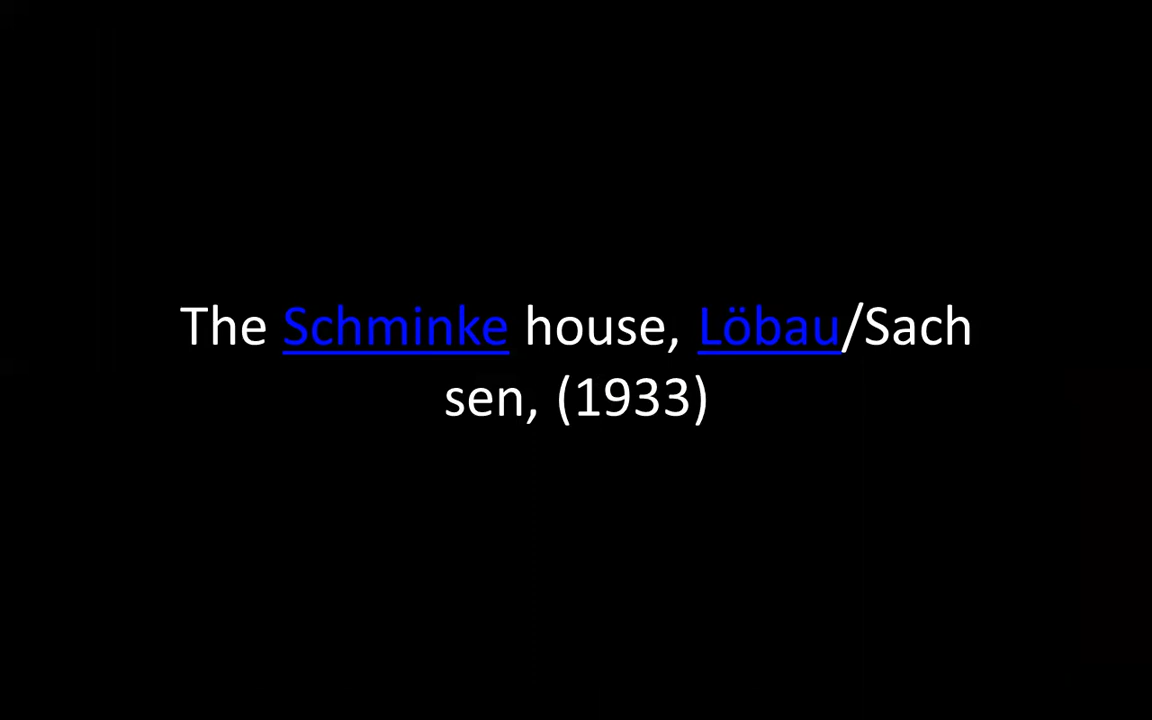 The Schminke house, Löbau/Sach
sen, (1933)